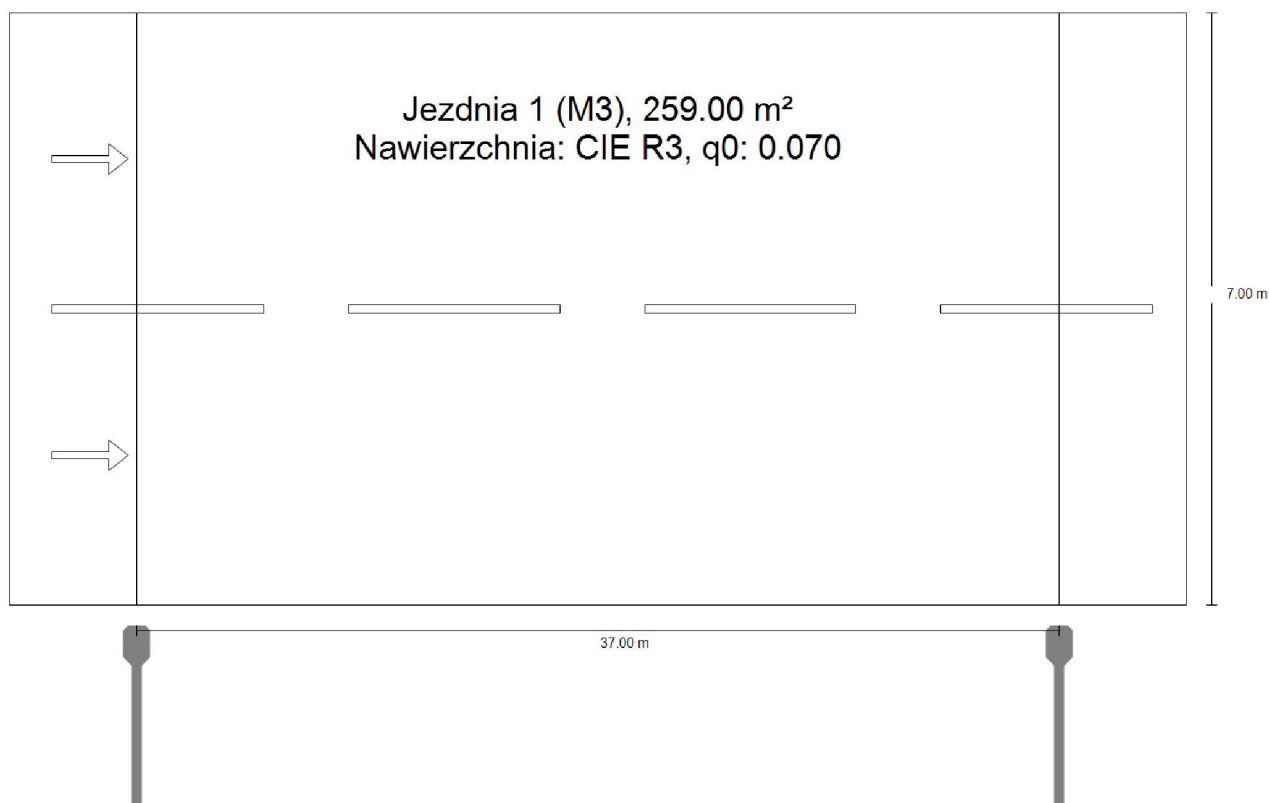 Jezdnia 1 (M3), 259.00 m²
Nawierzchnia: CIE R3, q0: 0.070
7.00 m
37.00 m